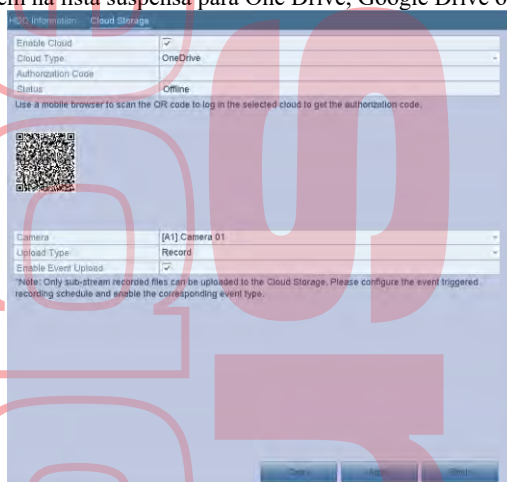 em na lista suspensa para One Drive, Google Drive o
HDD Information Cloud Storage
Enable Cloud
Cloud Type OneDrive
Authorization Code
Status Offline
Use a mobile browser to scan the QR code to log in the selected cloud to get the authorization code.
Camera [A1] Camera 01
Upload Type Record
Enable Event Upload
*Note: Only sub-stream recorded files can be uploaded to the Cloud Storage. Please configure the event triggered
recording schedule and enable the corresponding event type.
Apply